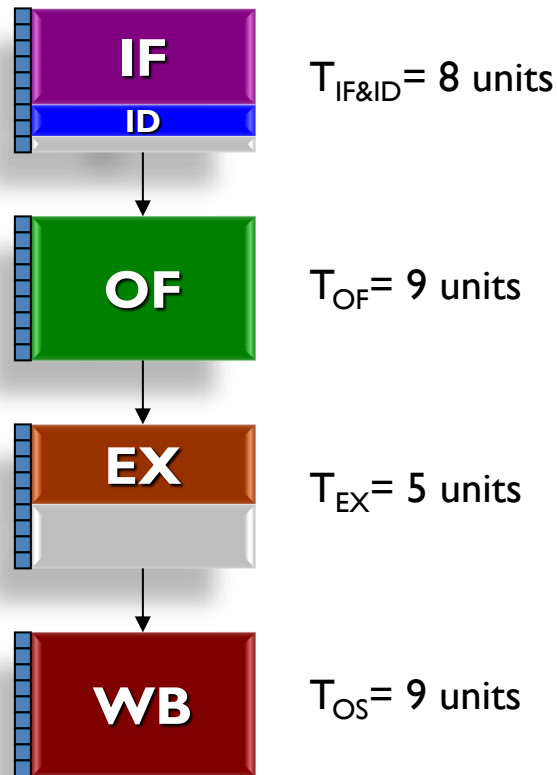 IF
T_IF&ID= 8 units
ID
OF
T_OF= 9 units
EX
T_EX= 5 units
WB
T_OS= 9 units